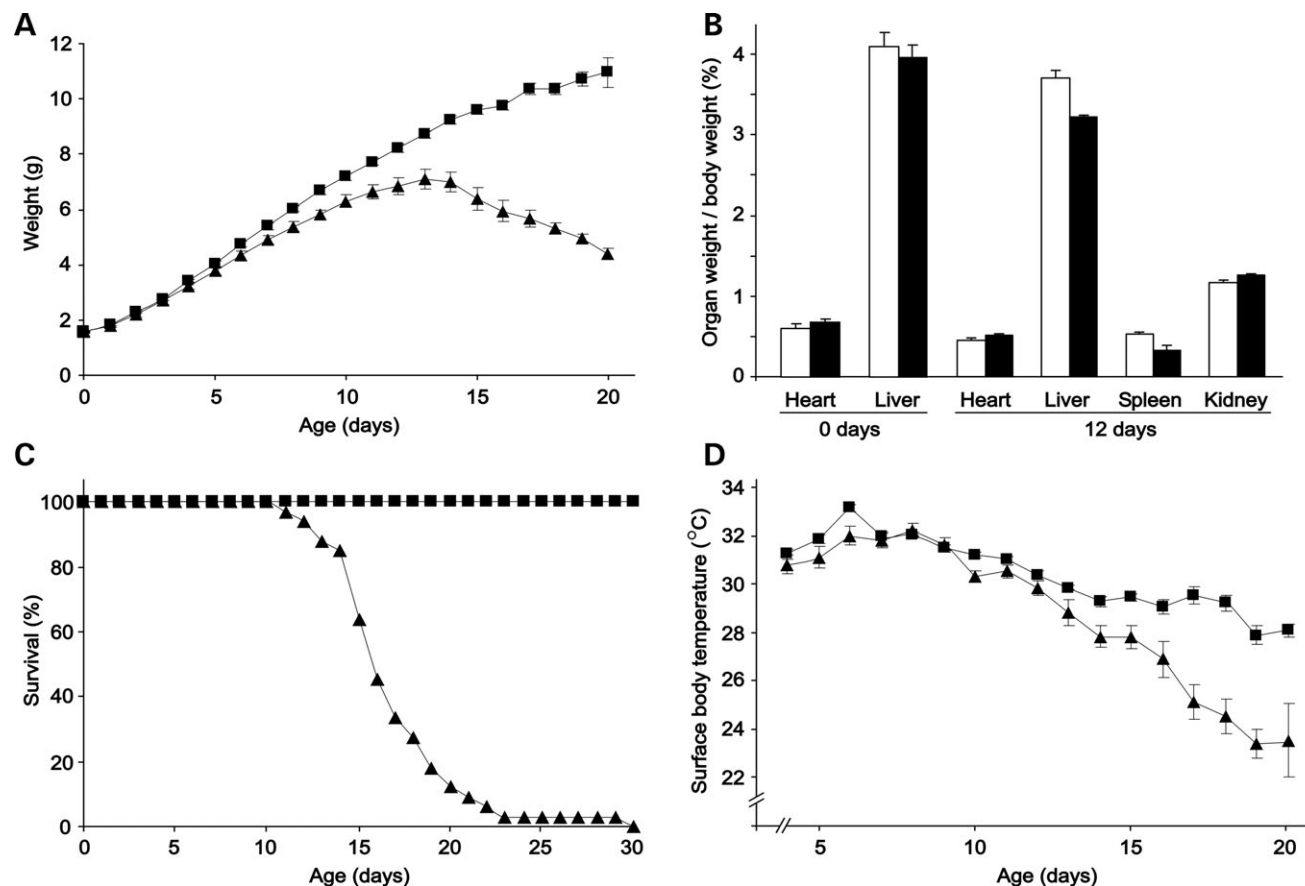 A
Weight (g)
12
10
8
6
4
2
0
0 5 10 15 20
Age (days)
B
Organ weight / body weight (%)
4
3
2
1
0
Heart Liver Heart Liver Spleen Kidney
0 days 12 days
C
Survival (%)
100
80
60
40
20
0
0 5 10 15 20 25 30
Age (days)
D
Surface body temperature (°C)
34
32
30
28
26
24
22
0
5 10 15 20
Age (days)